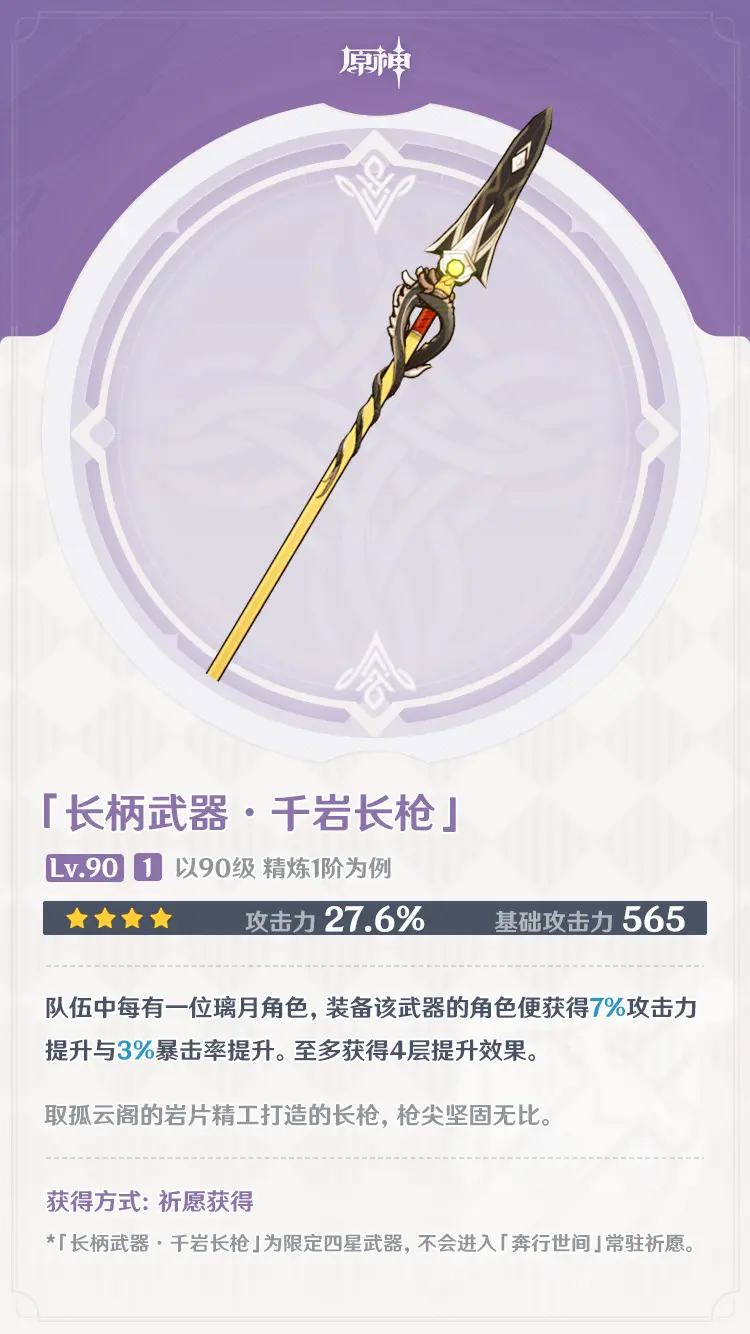 原神
「长柄武器·千岩长枪」
Lv.90 1 以90级 精炼1阶为例
攻击力 27.6% 基础攻击力 565
队伍中每有一位璃月角色,装备该武器的角色便获得7%攻击力
提升与3%暴击率提升。至多获得4层提升效果。
取孤云阁的岩片精工打造的长枪,枪尖坚固无比。
获得方式: 祈愿获得
*「长柄武器·千岩长枪」为限定四星武器,不会进入「奔行世间」常驻祈愿。